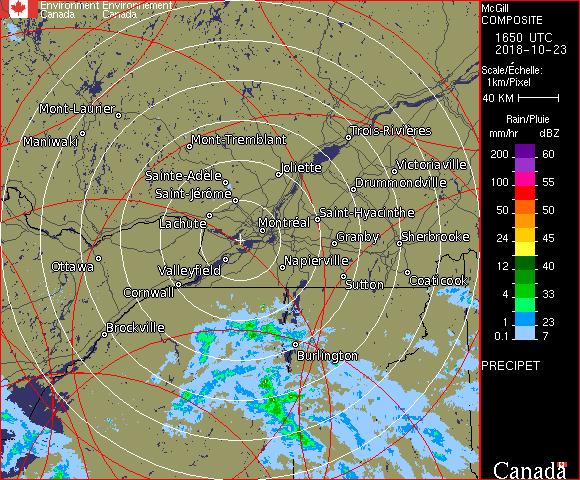 Environment Environnement
Canada Canada
McGill
COMPOSITE
1650 UTC
2018-10-23
Scale/Échelle:
1km/Pixel
40 KM
Rain/Pluie
mm/hr dBZ
200 60
100 55
50 50
24 45
12 40
4 33
1 23
0.1 7
PRECIPET
Canada
Mont-Laurier
Maniwaki
Mont-Tremblant
Trois-Rivières
Joliette
Victoriaville
Sainte-Adèle
Drummondville
Saint-Jérôme
Lachute
Saint-Hyacinthe
Montréal
Granby
Sherbrooke
Ottawa
Valleyfield
Napierville
Cornwall
Sutton
Coaticook
Brockville
Burlington